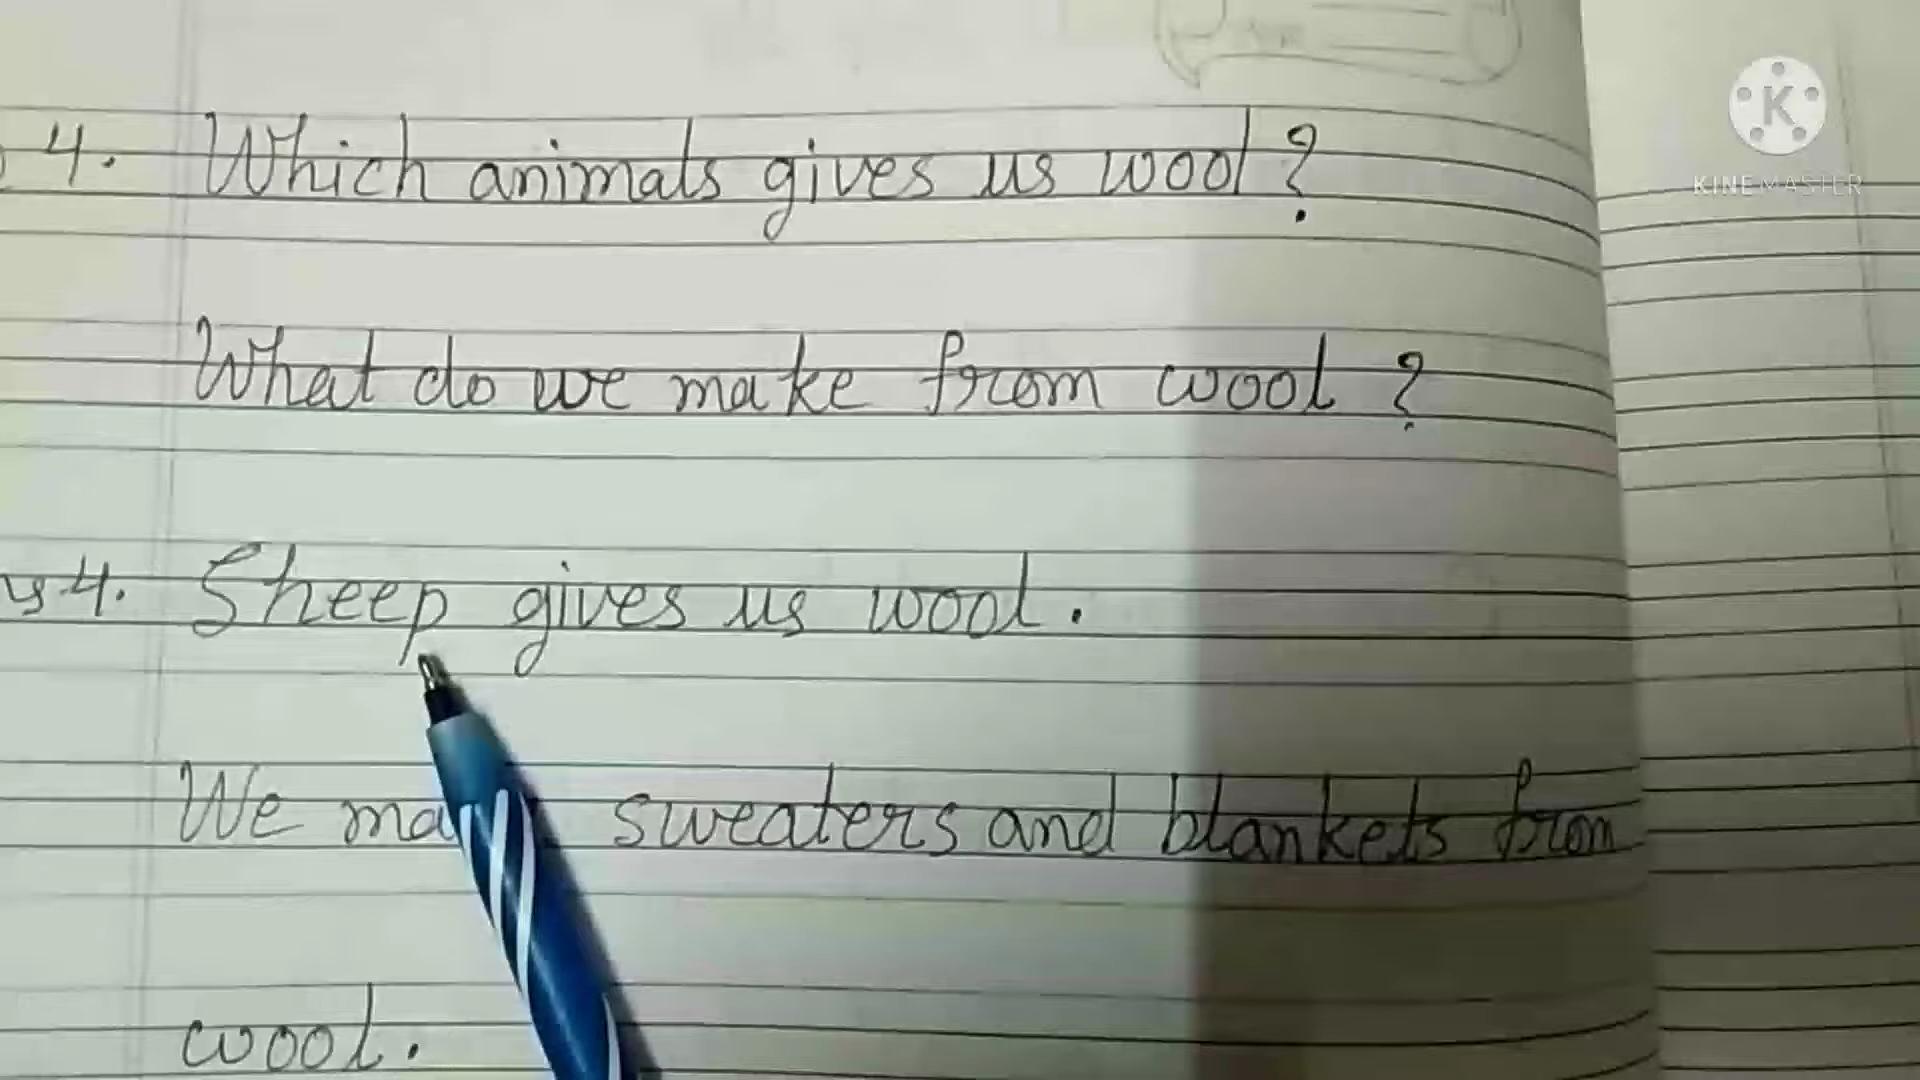 4. Which animals gives us wool?
What do we make from wool?
4. Sheep gives us wool.
We sweaters and blankets from
wool.
K
KINEMASTER